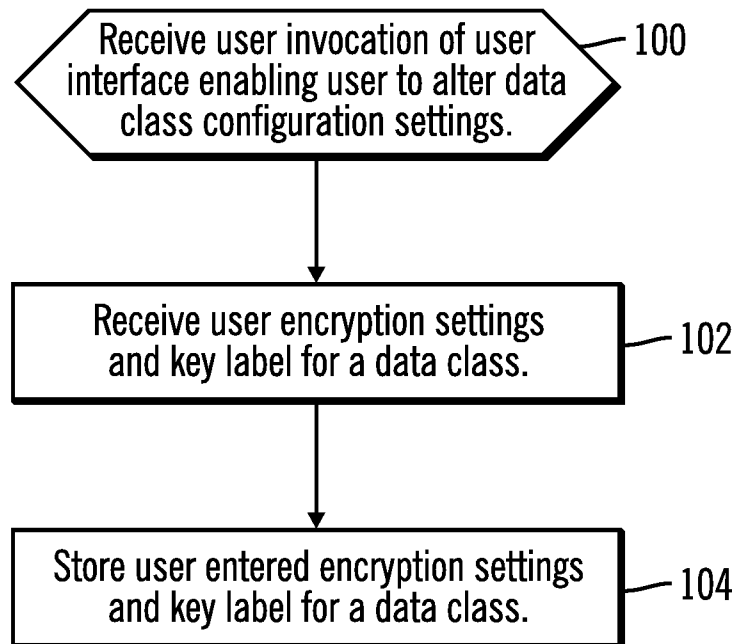 Receive user invocation of user
interface enabling user to alter data
class configuration settings.
100
Receive user encryption settings
and key label for a data class.
102
Store user entered encryption settings
and key label for a data class.
104